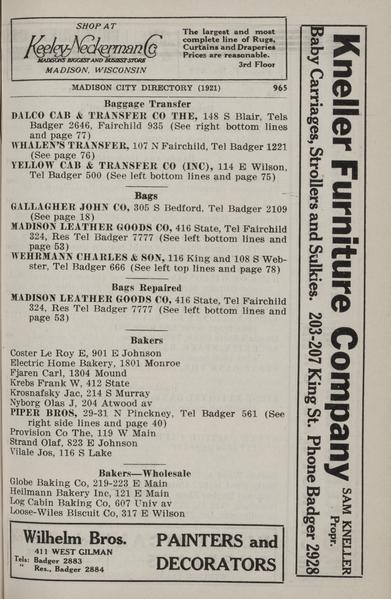 SHOP AT
Keeley-Neckerman Co
MADISON'S BIGGEST AND BUSIEST STORE
MADISON, WISCONSIN
The largest and most
complete line of Rugs,
Curtains and Draperies
Prices are reasonable.
3rd Floor
MADISON CITY DIRECTORY (1921) 965
Baggage Transfer
DALCO CAB & TRANSFER CO THE, 148 S Blair, Tels
Badger 2646, Fairchild 935 (See right bottom lines
and page 77)
WHALEN'S TRANSFER, 107 N Fairchild, Tel Badger 1221
(See page 76)
YELLOW CAB & TRANSFER CO (INC), 114 E Wilson,
Tel Badger 500 (See left bottom lines and page 75)
Bags
GALLAGHER JOHN CO, 305 S Bedford, Tel Badger 2109
(See page 18)
MADISON LEATHER GOODS CO, 416 State, Tel Fairchild
324, Res Tel Badger 7777 (See left bottom lines and
page 53)
WEHRMANN CHARLES & SON, 116 King and 108 S Web-
ster, Tel Badger 666 (See left top lines and page 78)
Bags Repaired
MADISON LEATHER GOODS CO, 416 State, Tel Fairchild
324, Res Tel Badger 7777 (See left bottom lines and
page 53)
Bakers
Coster Le Roy E, 901 E Johnson
Electric Home Bakery, 1801 Monroe
Fjaren Carl, 1304 Mound
Krebs Frank W, 412 State
Krosnafsky Jac, 214 S Murray
Nyborg Olas J, 204 Atwood av
PIPER BROS, 29-31 N Pinckney, Tel Badger 561 (See
right side lines and page 40)
Provision Co The, 119 W Main
Strand Olaf, 823 E Johnson
Vilale Jos, 116 S Lake
Bakers—Wholesale
Globe Baking Co, 219-223 E Main
Heilmann Bakery Inc, 121 E Main
Log Cabin Baking Co, 607 Univ av
Loose-Wiles Biscuit Co, 317 E Wilson
Wilhelm Bros.
411 WEST GILMAN
Tels: Badger 2883
" Res., Badger 2884
PAINTERS and
DECORATORS
Kneller Furniture Company
SAM KNELLER
Propr.
Baby Carriages, Strollers and Sulkies. 203-207 King St. Phone Badger 2928